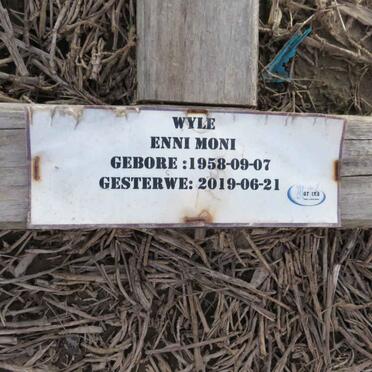 WYLE
ENNI MONI
GEBORE :1958-09-07
GESTERWE: 2019-06-21